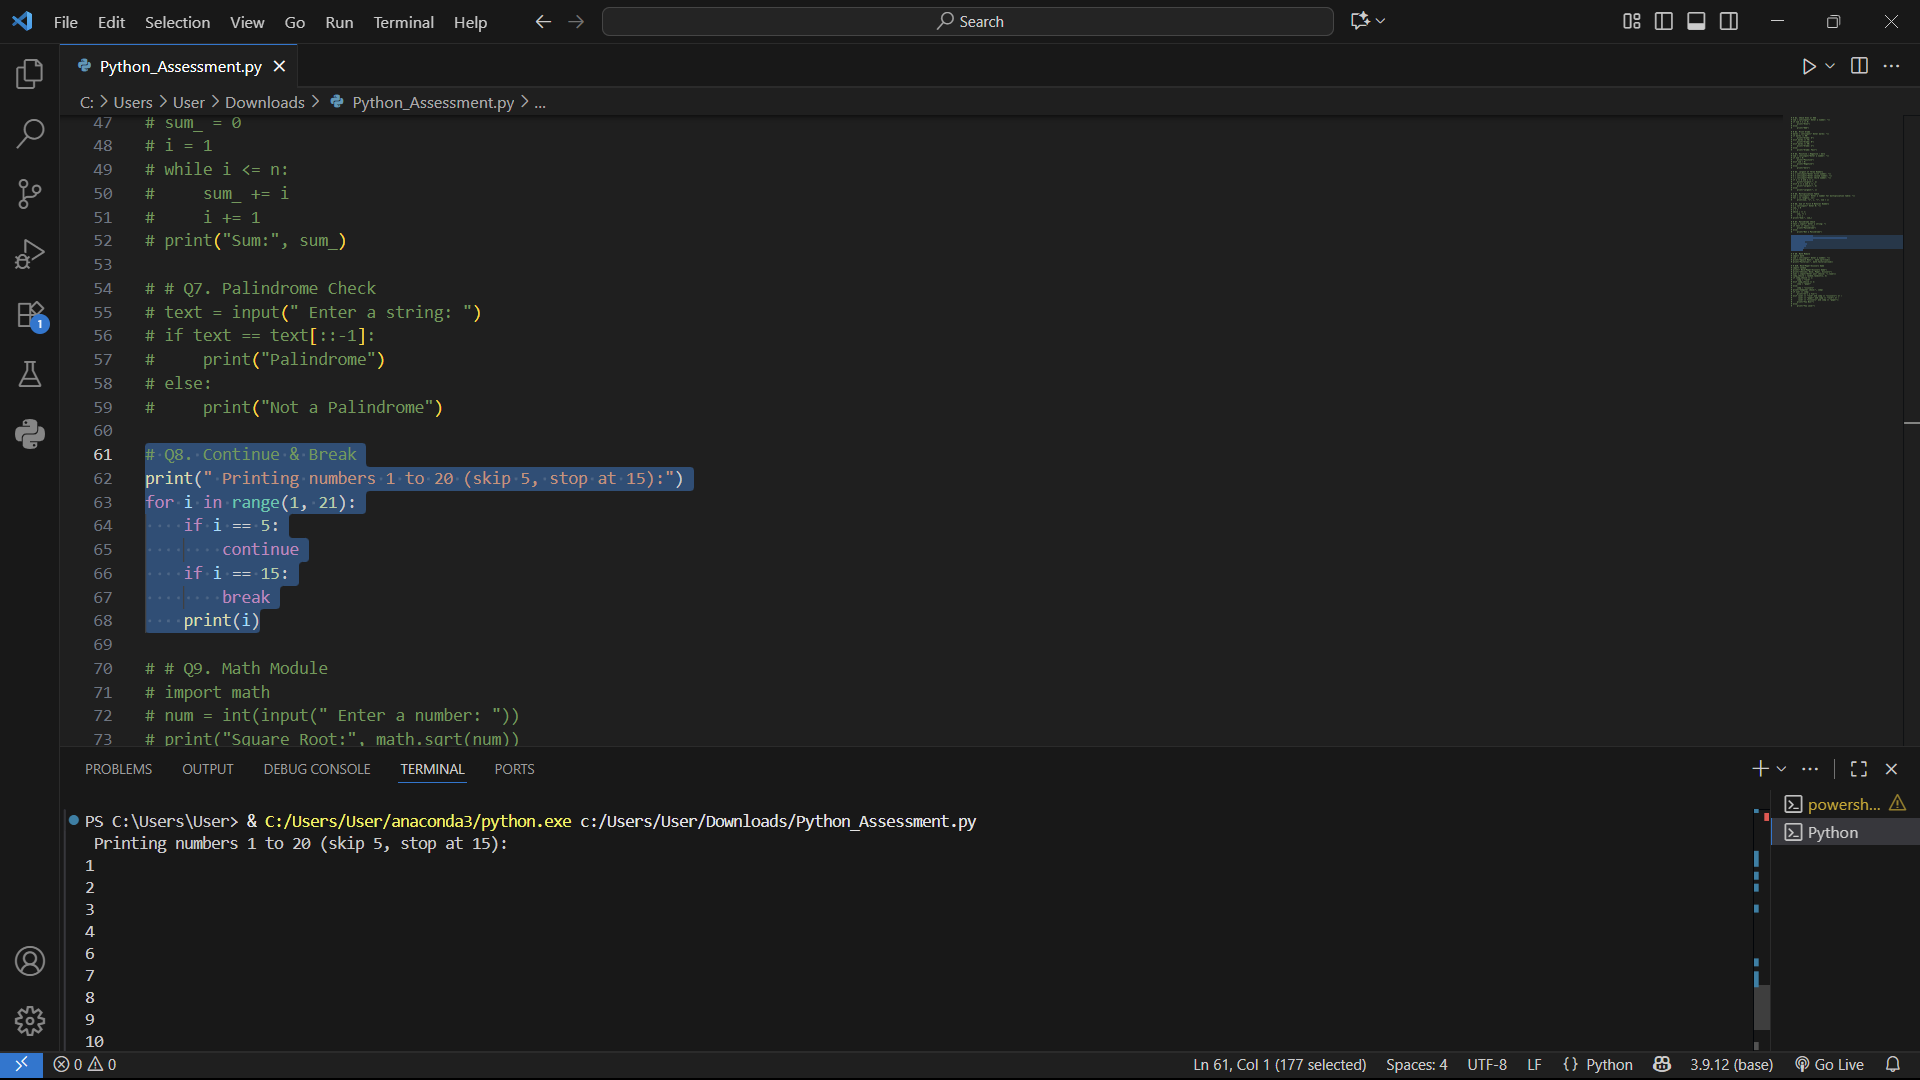 File Edit Selection View Go Run Terminal Help Search
Python_Assessment.py
C: > Users > User > Downloads > Python_Assessment.py > ...
47 # sum_ = 0
48 # i = 1
49 # while i <= n:
50 #     sum_ += i
51 #     i += 1
52 # print("Sum:", sum_)
53
54 # # Q7. Palindrome Check
55 # text = input(" Enter a string: ")
56 # if text == text[::-1]:
57 #     print("Palindrome")
58 # else:
59 #     print("Not a Palindrome")
60
61 # Q8. Continue & Break
62 print(" Printing numbers 1 to 20 (skip 5, stop at 15):")
63 for i in range(1, 21):
64     if i == 5:
65         continue
66     if i == 15:
67         break
68     print(i)
69
70 # # Q9. Math Module
71 # import math
72 # num = int(input(" Enter a number: "))
73 # print("Square Root:", math.sqrt(num))
PROBLEMS OUTPUT DEBUG CONSOLE TERMINAL PORTS
powersh...
Python
PS C:\Users\User> & C:/Users/User/anaconda3/python.exe c:/Users/User/Downloads/Python_Assessment.py
Printing numbers 1 to 20 (skip 5, stop at 15):
1
2
3
4
6
7
8
9
10
1
0 0 Ln 61, Col 1 (177 selected) Spaces: 4 UTF-8 LF {} Python 3.9.12 (base) Go Live